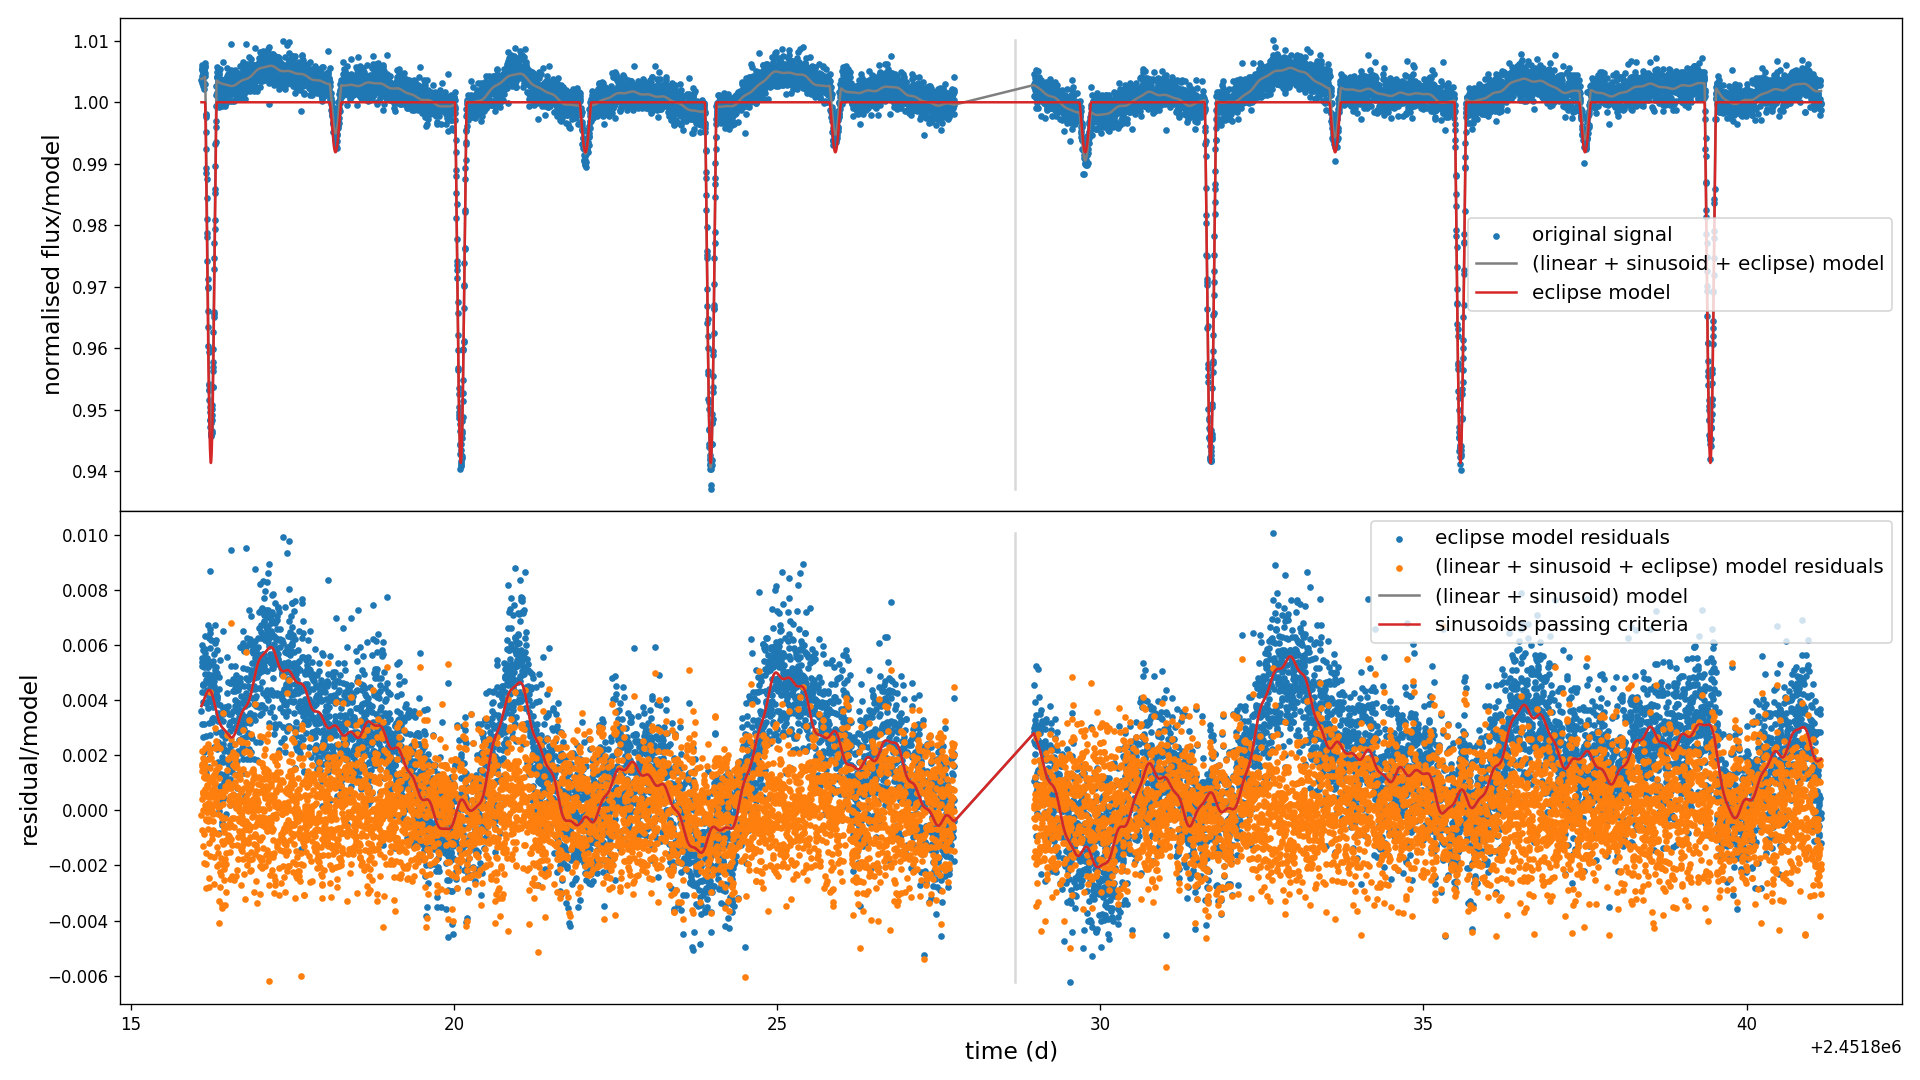 1.01
1.00
0.99
0.98
0.97
0.96
0.95
0.94
normalised flux/model
original signal
(linear + sinusoid + eclipse) model
eclipse model
0.010
0.008
0.006
0.004
0.002
0.000
−0.002
−0.004
−0.006
residual/model
eclipse model residuals
(linear + sinusoid + eclipse) model residuals
(linear + sinusoid) model
sinusoids passing criteria
15 20 25 30 35 40
time (d)
+2.4518e6